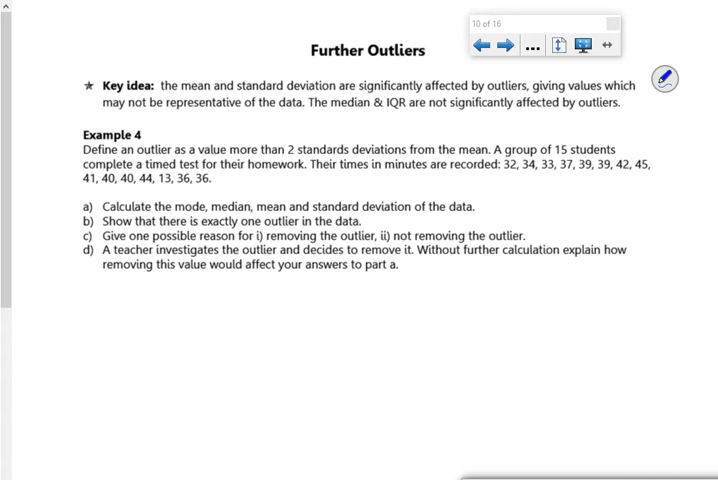 10 of 16
Further Outliers
★ Key idea: the mean and standard deviation are significantly affected by outliers, giving values which
may not be representative of the data. The median & IQR are not significantly affected by outliers.
Example 4
Define an outlier as a value more than 2 standards deviations from the mean. A group of 15 students
complete a timed test for their homework. Their times in minutes are recorded: 32, 34, 33, 37, 39, 39, 42, 45,
41, 40, 40, 44, 13, 36, 36.
a) Calculate the mode, median, mean and standard deviation of the data.
b) Show that there is exactly one outlier in the data.
c) Give one possible reason for i) removing the outlier, ii) not removing the outlier.
d) A teacher investigates the outlier and decides to remove it. Without further calculation explain how
removing this value would affect your answers to part a.